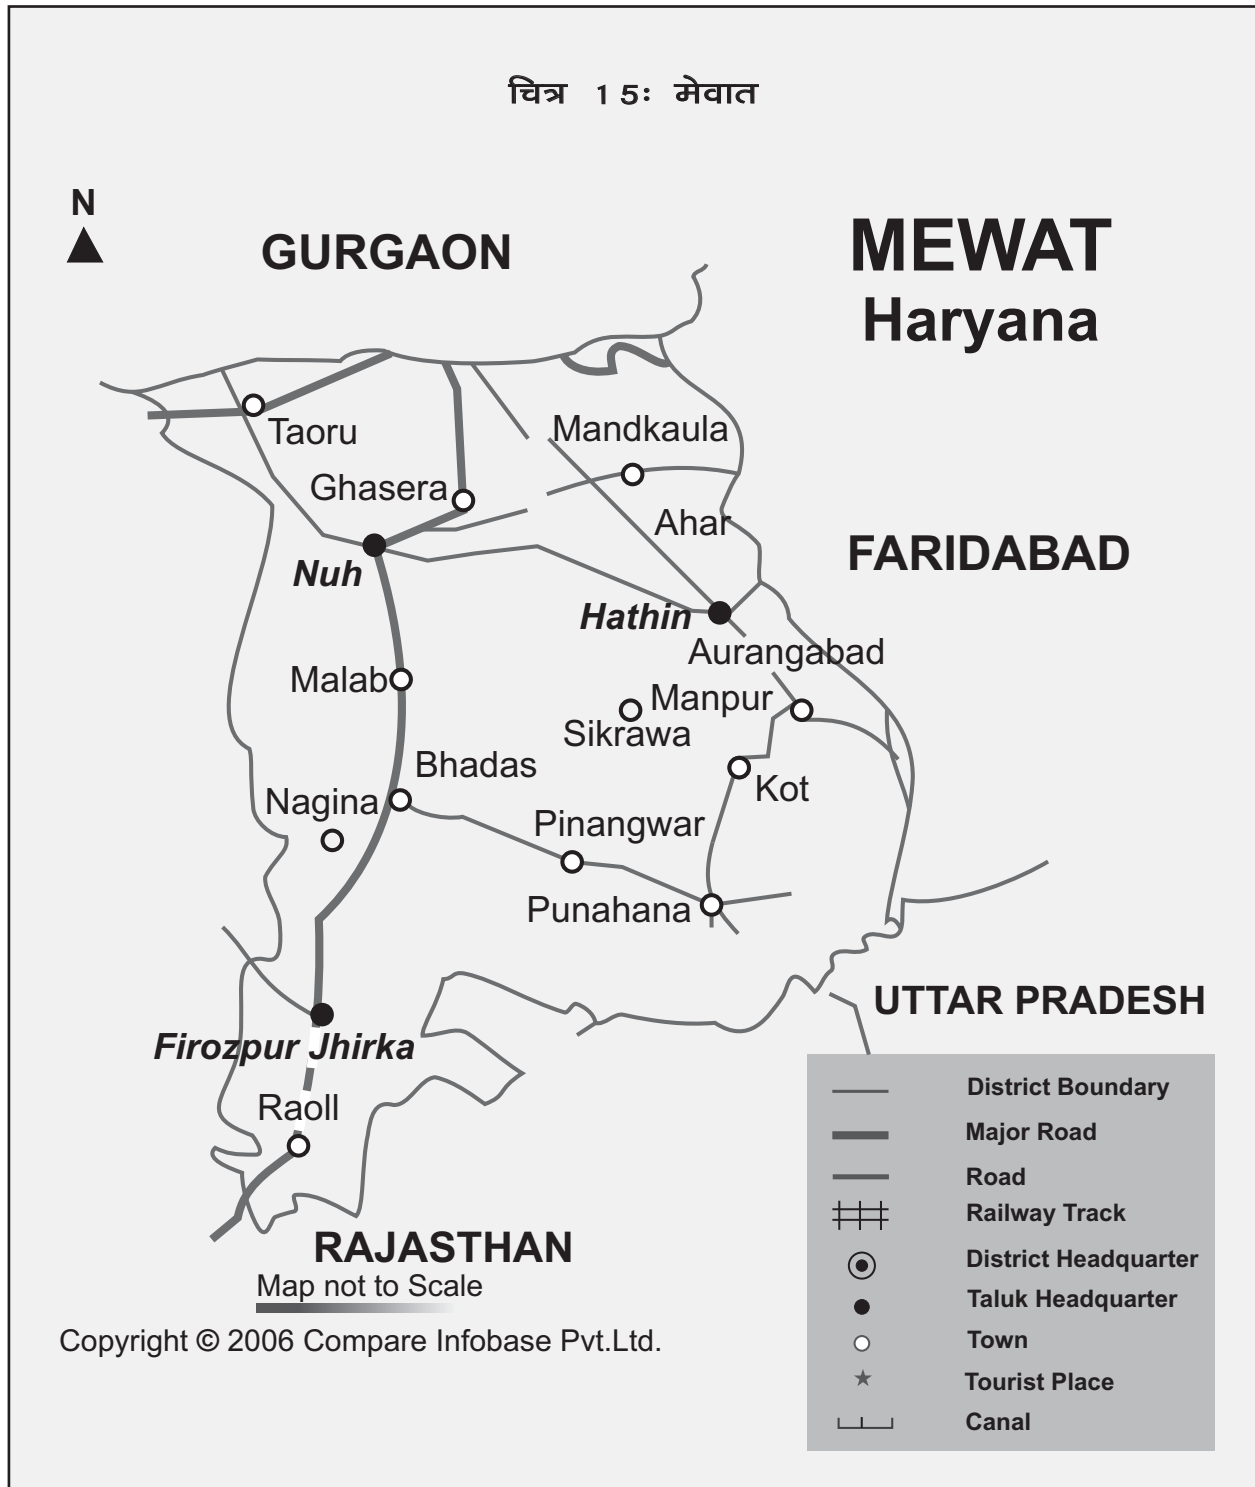 चित्र 15: मेवात
N
GURGAON
MEWAT
Haryana
Taoru
Mandkaula
Ghasera
Ahar
FARIDABAD
Nuh
Hathin
Aurangabad
Malab
Manpur
Sikrawa
Bhadas
Kot
Nagina
Pinangwar
Punahana
UTTAR PRADESH
Firozpur Jhirka
Raoll
RAJASTHAN
Map not to Scale
Copyright © 2006 Compare Infobase Pvt.Ltd.
District Boundary
Major Road
Road
Railway Track
District Headquarter
Taluk Headquarter
Town
Tourist Place
Canal